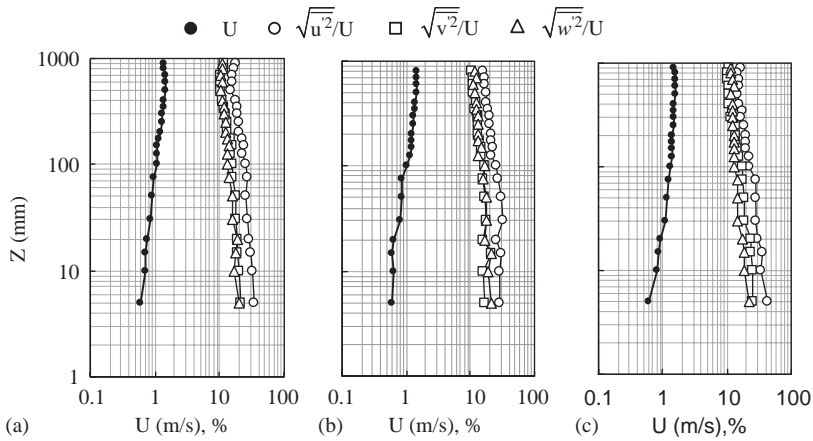 ● U ○ √u'²/U □ √v'²/U △ √w'²/U
Z (mm)
1000
100
10
1
0.1 1 10 100
0.1 1 10 100
0.1 1 10 100
(a) U (m/s), % (b) U (m/s), % (c) U (m/s),%